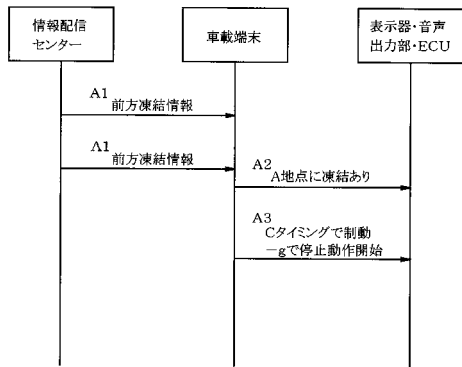 情報配信
センター
車載端末
表示器・音声
出力部・ECU
A1
前方凍結情報
A1
前方凍結情報
A2
A地点に凍結あり
A3
Cタイミングで制動
－gで停止動作開始